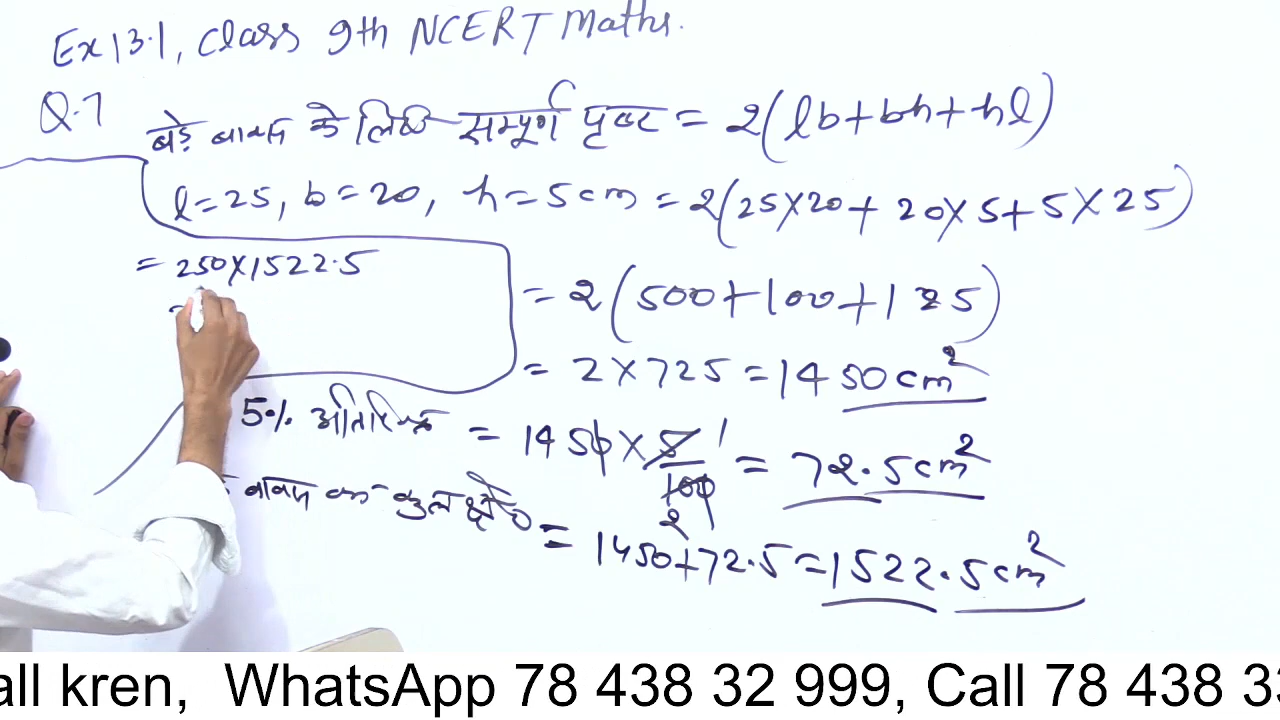 Ex 13.1, Class 9th NCERT Maths.
Q.7
बड़े बाक्स के लिए सम्पूर्ण पृष्ठ = 2(lb+bh+hl)
l=25, b=20, h=5cm = 2(25×20+20×5+5×25)
= 250×1522.5
=
= 2(500+100+125)
= 2×725=1450cm²
5% अतिरिक्त = 1450×5/100 = 72.5cm²
1
2
बाक्स का कुल क्षे० = 1450+72.5=1522.5cm²
all kren, WhatsApp 78 438 32 999, Call 78 438 3